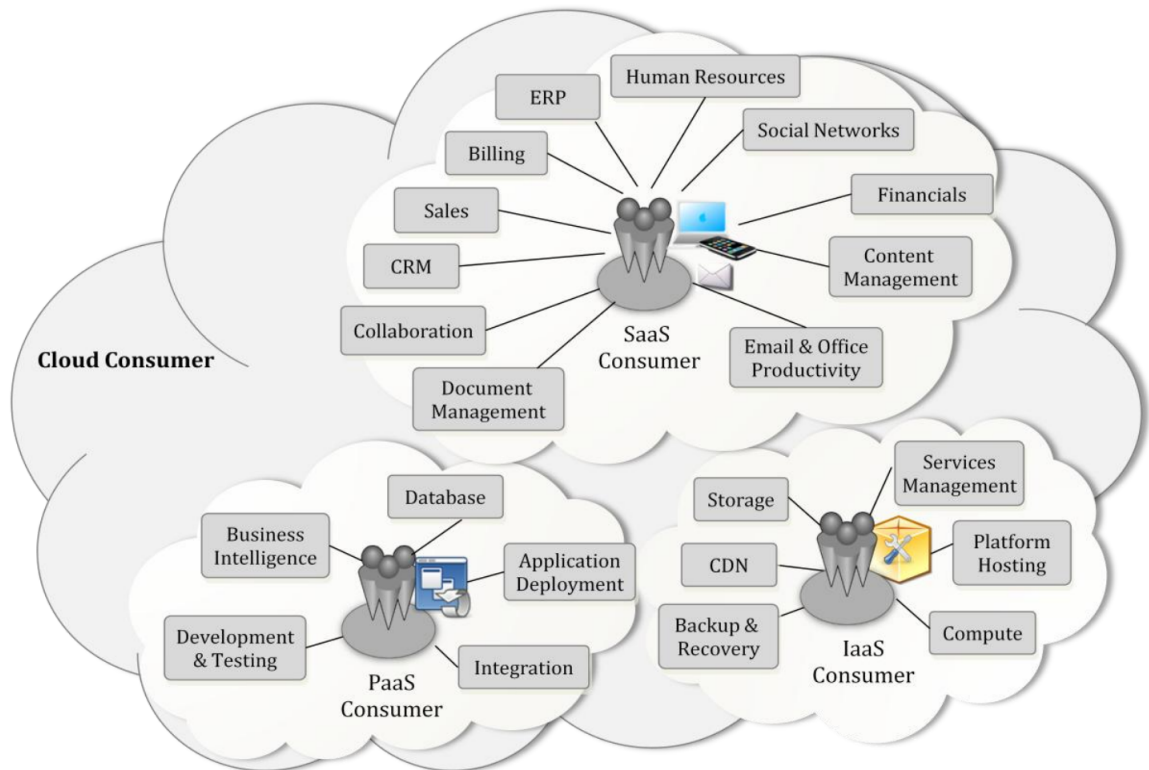 Human Resources
ERP
Social Networks
Billing
Financials
Sales
Content
Management
CRM
Collaboration
SaaS
Consumer
Email & Office
Productivity
Document
Management
Cloud Consumer
Database
Business
Intelligence
Application
Deployment
Development
& Testing
Integration
PaaS
Consumer
Services
Management
Storage
Platform
Hosting
CDN
Backup &
Recovery
Compute
IaaS
Consumer